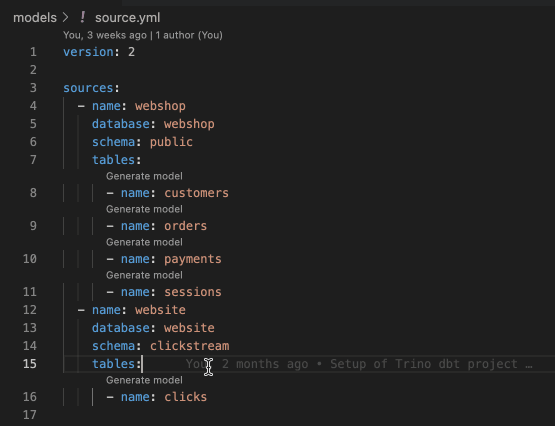 models > ! source.yml
You, 3 weeks ago | 1 author (You)
1 version: 2
2
3 sources:
4 - name: webshop
5 database: webshop
6 schema: public
7 tables:
Generate model
8 - name: customers
Generate model
9 - name: orders
Generate model
10 - name: payments
Generate model
11 - name: sessions
12 - name: website
13 database: website
14 schema: clickstream
15 tables: You, 2 months ago • Setup of Trino dbt project …
Generate model
16 - name: clicks
17